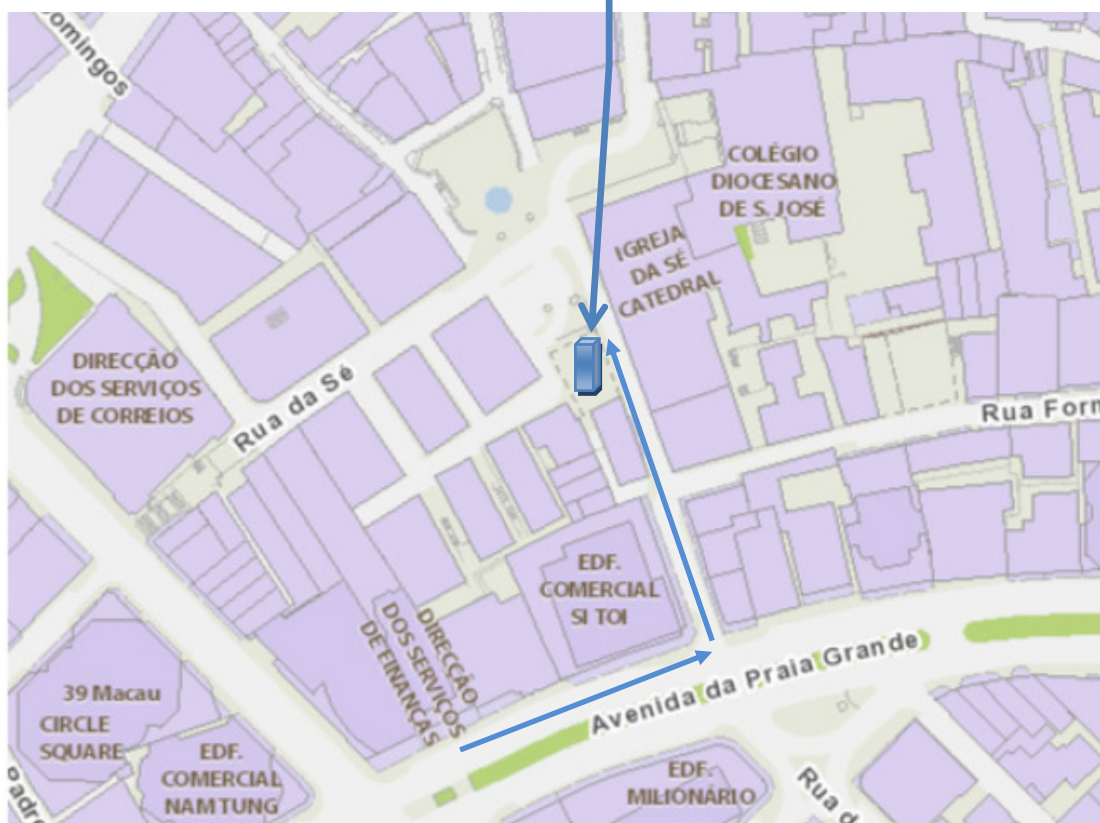 omingos
COLÉGIO
DIOCESANO
DE S. JOSÉ
IGREJA
DA SÉ
CATEDRAL
DIRECÇÃO
DOS SERVIÇOS
DE CORREIOS
Rua da Sé
Rua Form
EDF.
COMERCIAL
SI TOI
DIRECÇÃO
DOS SERVIÇOS
DE FINANÇAS
Avenida da Praia Grande
39 Macau
CIRCLE
SQUARE
EDF.
COMERCIAL
NAMTUNG
EDF.
MILIONÁRIO
Padre
Rua d